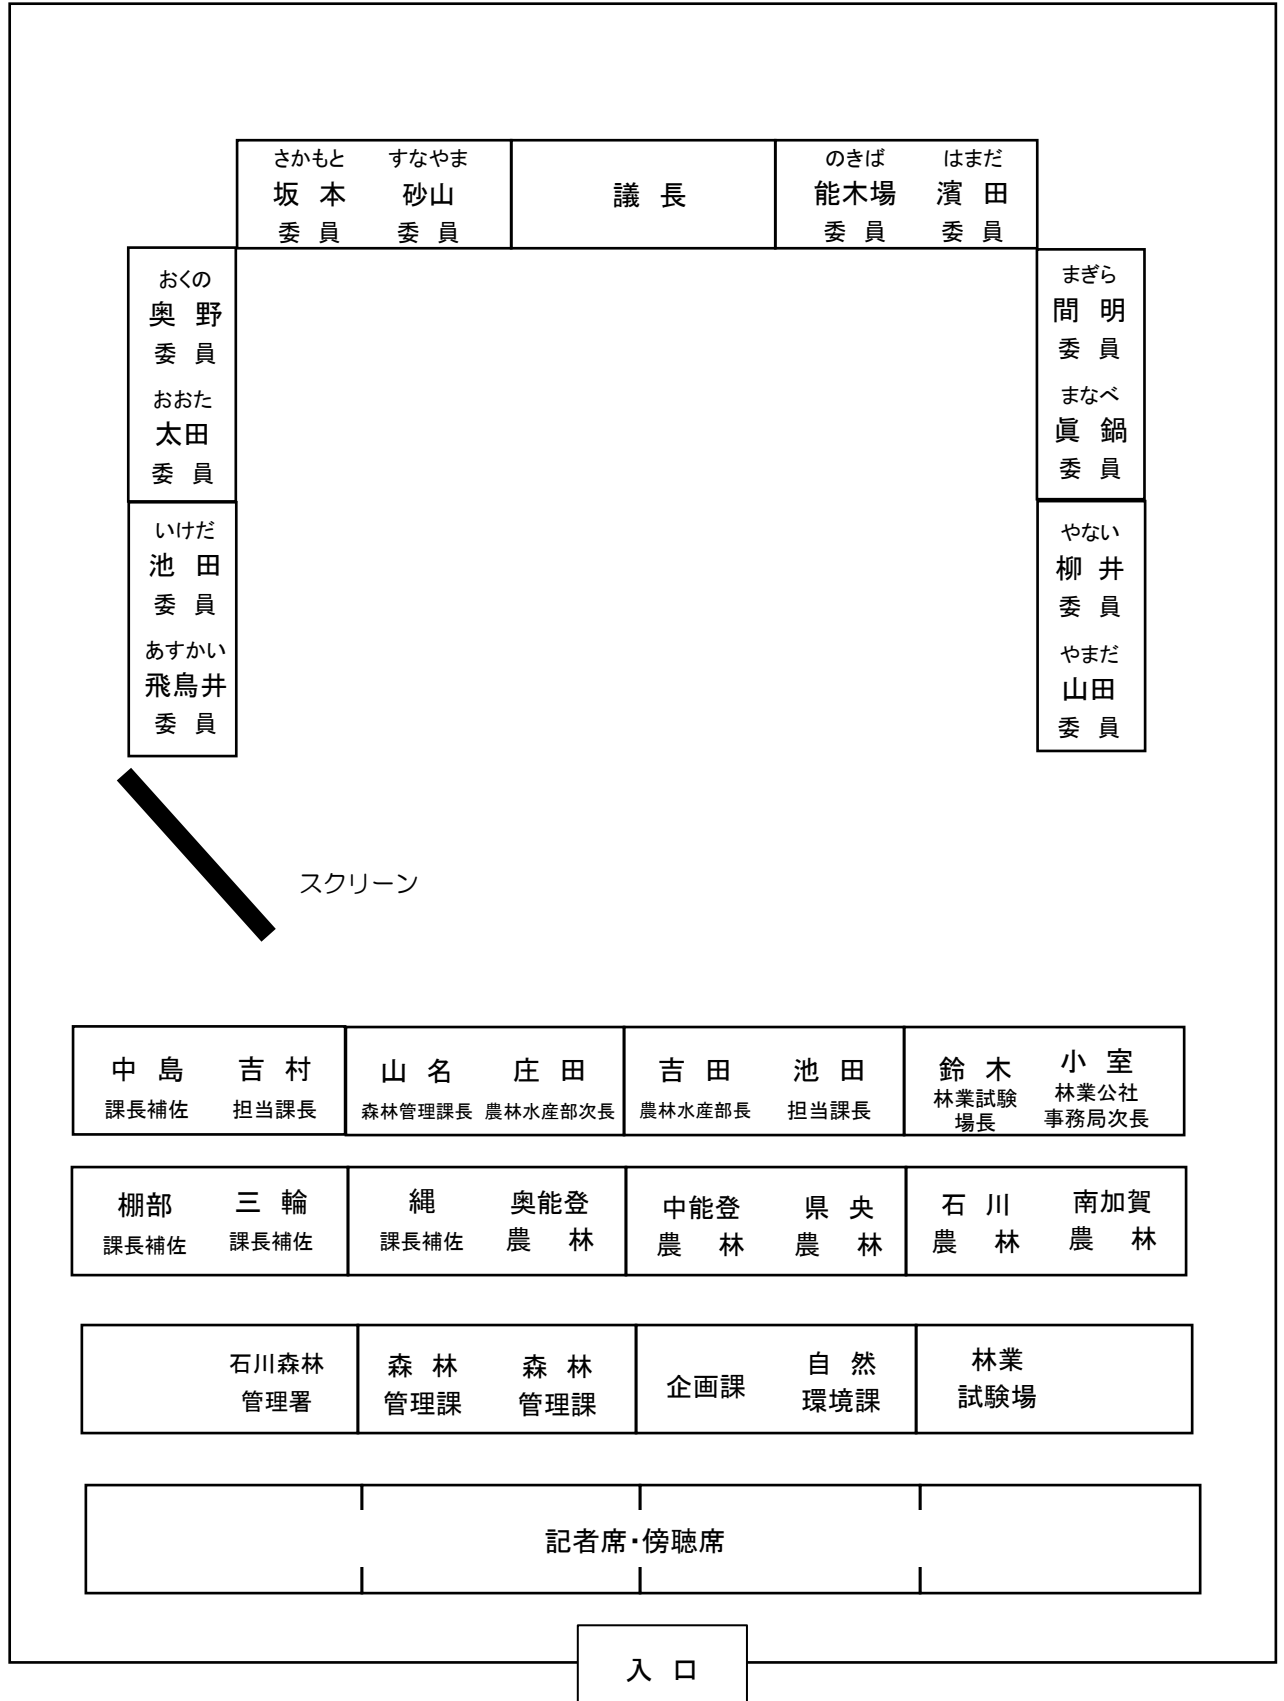 さかもと すなやま のきば はまだ
坂 本 砂山 議 長 能木場 濱 田
委 員 委 員 委 員 委 員
おくの
奥 野
委 員
おおた
太田
委 員
いけだ
池 田
委 員
あすかい
飛鳥井
委 員
まぎら
間 明
委 員
まなべ
眞 鍋
委 員
やない
柳 井
委 員
やまだ
山田
委 員
スクリーン
中 島 吉 村 山 名 庄 田 吉 田 池 田 鈴 木 小 室
課長補佐 担当課長 森林管理課長 農林水産部次長 農林水産部長 担当課長 林業試験 林業公社
場長 事務局次長
棚部 三 輪 縄 奥能登 中能登 県 央 石 川 南加賀
課長補佐 課長補佐 課長補佐 農 林 農 林 農 林 農 林 農 林
石川森林 森 林 森 林 企画課 自 然 林業
管理署 管理課 管理課 環境課 試験場
記者席・傍聴席
入 口